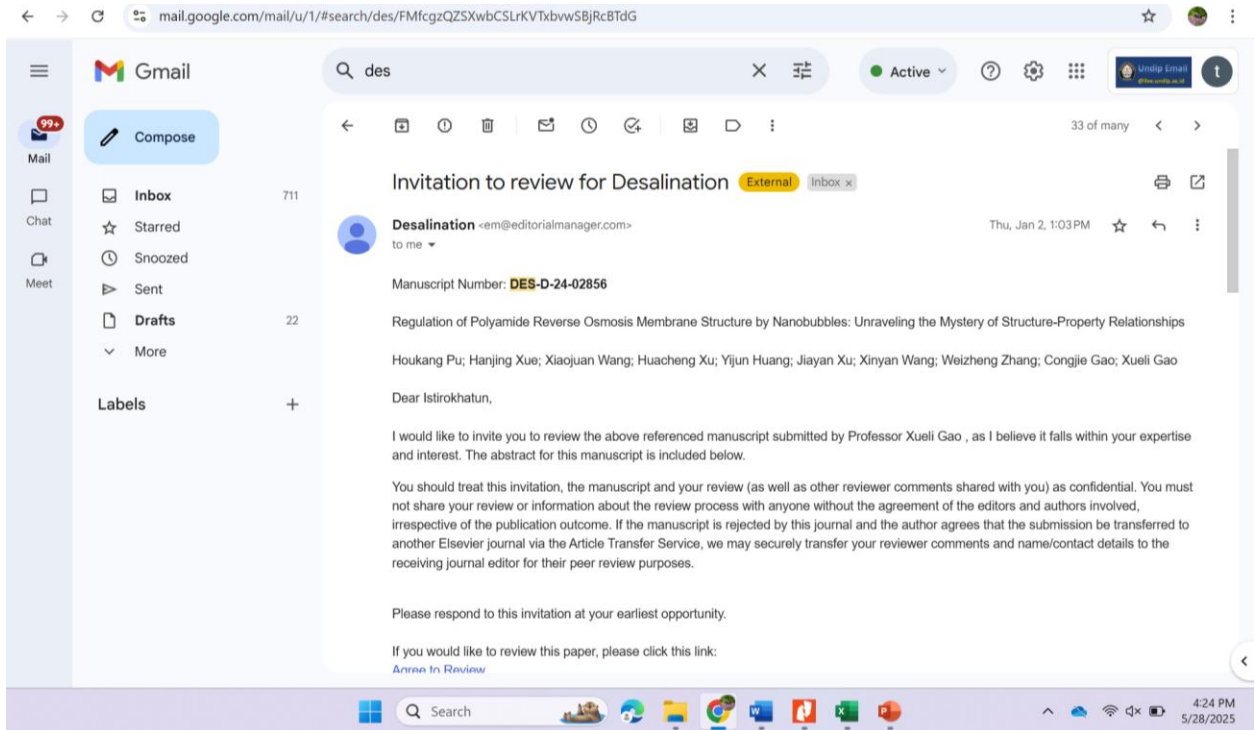 mail.google.com/mail/u/1/#search/des/FMfcgzQZSXwbCSLrKVTxbvwSBjRcBTdG
Gmail
des
Active
Undip Email
t
99+
Mail
Compose
33 of many
Inbox 711
Invitation to review for Desalination External Inbox x
Chat
Starred
Desalination <em@editorialmanager.com> Thu, Jan 2, 1:03 PM
Snoozed
to me
Meet
Sent
Manuscript Number: DES-D-24-02856
Drafts 22
Regulation of Polyamide Reverse Osmosis Membrane Structure by Nanobubbles: Unraveling the Mystery of Structure-Property Relationships
More
Houkang Pu; Hanjing Xue; Xiaojuan Wang; Huacheng Xu; Yijun Huang; Jiayan Xu; Xinyan Wang; Weizheng Zhang; Congjie Gao; Xueli Gao
Labels
Dear Istirokhatun,
I would like to invite you to review the above referenced manuscript submitted by Professor Xueli Gao , as I believe it falls within your expertise
and interest. The abstract for this manuscript is included below.
You should treat this invitation, the manuscript and your review (as well as other reviewer comments shared with you) as confidential. You must
not share your review or information about the review process with anyone without the agreement of the editors and authors involved,
irrespective of the publication outcome. If the manuscript is rejected by this journal and the author agrees that the submission be transferred to
another Elsevier journal via the Article Transfer Service, we may securely transfer your reviewer comments and name/contact details to the
receiving journal editor for their peer review purposes.
Please respond to this invitation at your earliest opportunity.
If you would like to review this paper, please click this link:
Agree to Review
Search
4:24 PM
5/28/2025